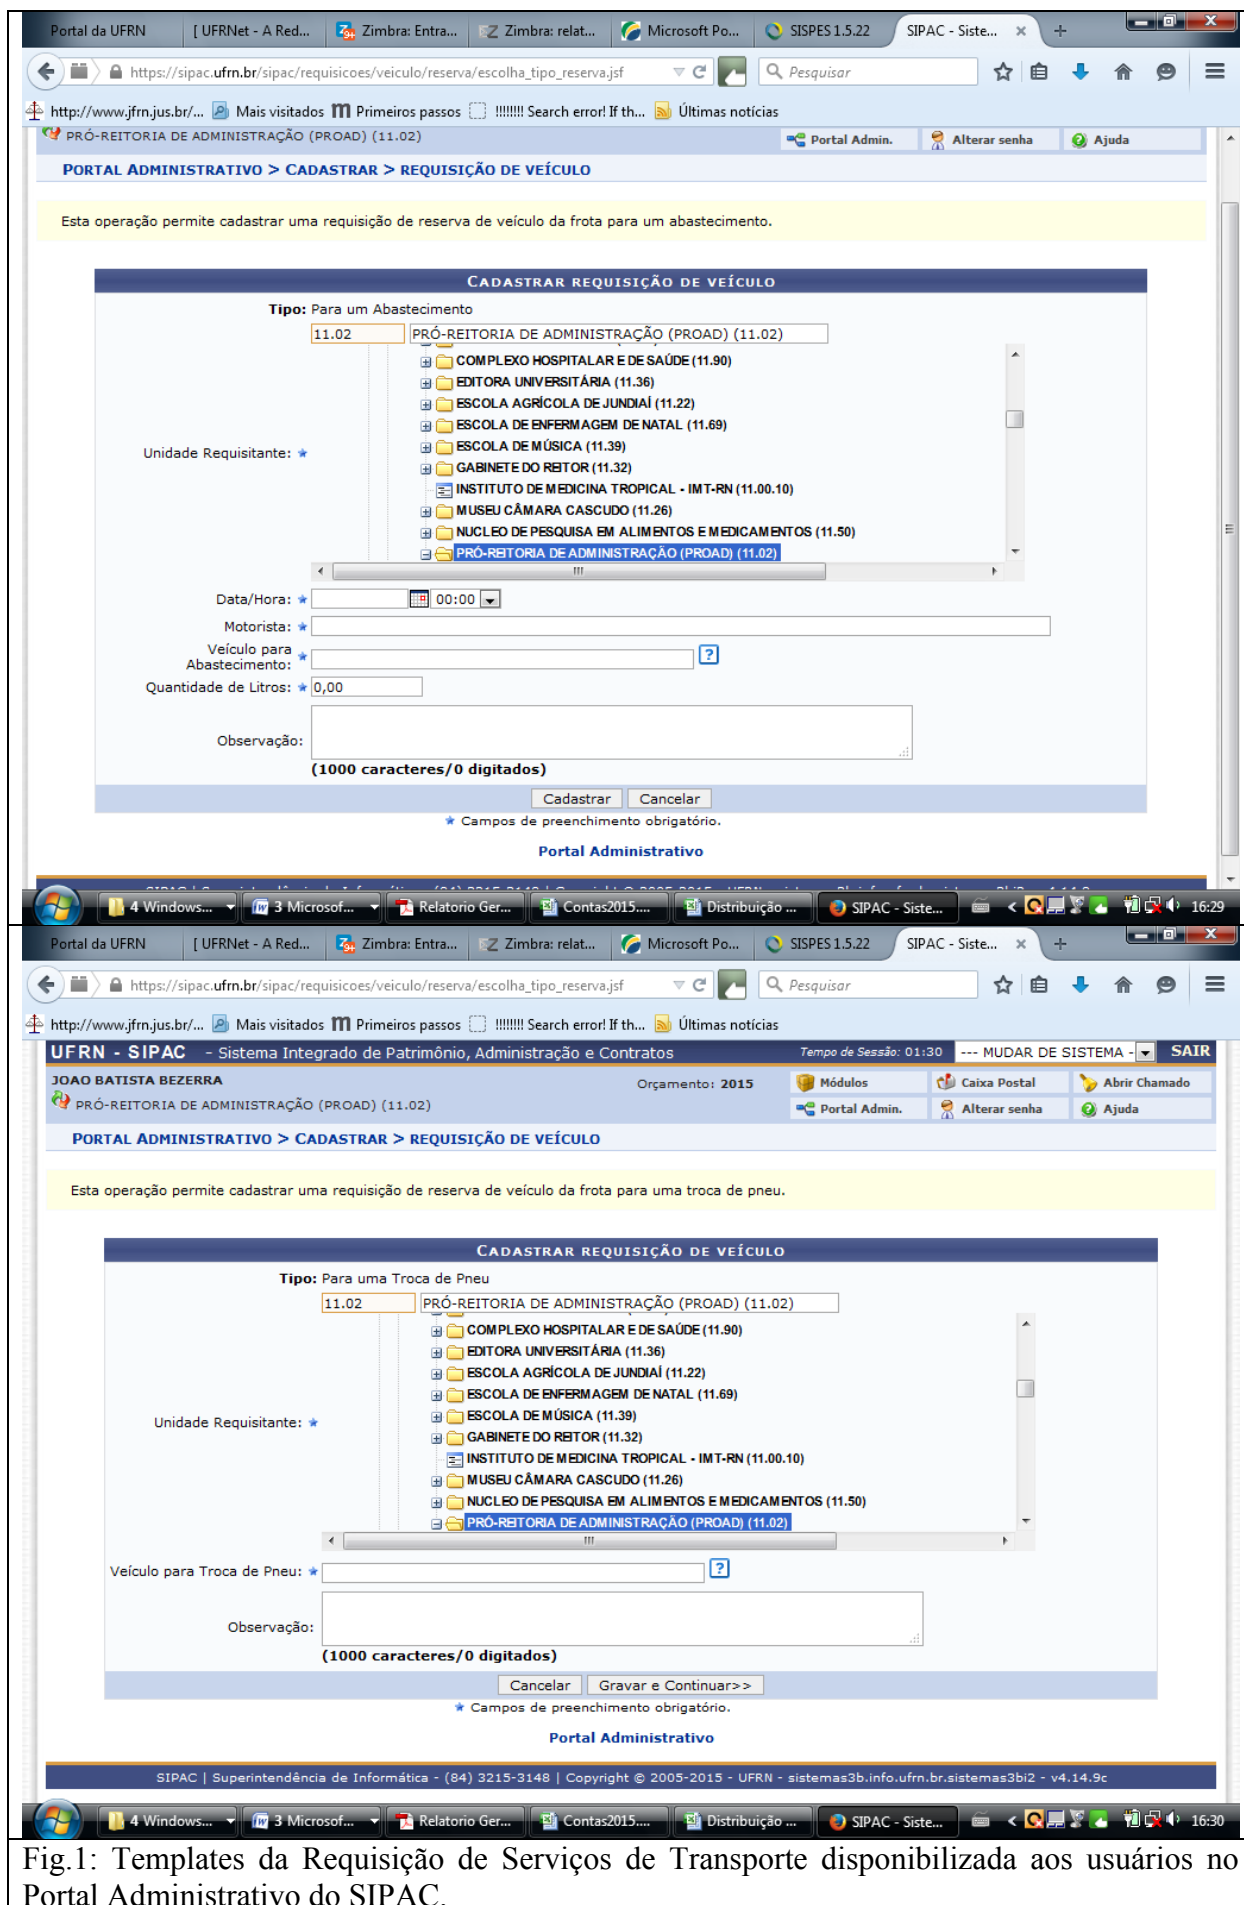 Portal da UFRN [ UFRNet - A Red... Zimbra: Entra... Zimbra: relat... Microsoft Po... SISPES 1.5.22 SIPAC - Siste...
https://sipac.ufrn.br/sipac/requisicoes/veiculo/reserva/escolha_tipo_reserva.jsf Pesquisar
http://www.jfrn.jus.br/... Mais visitados Primeiros passos !!!!!!!! Search error! If th... Últimas notícias
PRÓ-REITORIA DE ADMINISTRAÇÃO (PROAD) (11.02) Portal Admin. Alterar senha Ajuda
PORTAL ADMINISTRATIVO > CADASTRAR > REQUISIÇÃO DE VEÍCULO
Esta operação permite cadastrar uma requisição de reserva de veículo da frota para um abastecimento.
CADASTRAR REQUISIÇÃO DE VEÍCULO
Tipo: Para um Abastecimento
11.02 PRÓ-REITORIA DE ADMINISTRAÇÃO (PROAD) (11.02)
COMPLEXO HOSPITALAR E DE SAÚDE (11.90)
EDITORA UNIVERSITÁRIA (11.36)
ESCOLA AGRÍCOLA DE JUNDIAÍ (11.22)
ESCOLA DE ENFERMAGEM DE NATAL (11.69)
Unidade Requisitante: ESCOLA DE MÚSICA (11.39)
GABINETE DO REITOR (11.32)
INSTITUTO DE MEDICINA TROPICAL - IMT-RN (11.00.10)
MUSEU CÂMARA CASCUDO (11.26)
NUCLEO DE PESQUISA EM ALIMENTOS E MEDICAMENTOS (11.50)
PRÓ-REITORIA DE ADMINISTRAÇÃO (PROAD) (11.02)
Data/Hora: 00:00
Motorista:
Veículo para
Abastecimento: ?
Quantidade de Litros: 0,00
Observação:
(1000 caracteres/0 digitados)
Cadastrar Cancelar
Campos de preenchimento obrigatório.
Portal Administrativo
4 Windows... 3 Microsof... Relatorio Ger... Contas2015.... Distribuição ... SIPAC - Siste... 16:29
Portal da UFRN [ UFRNet - A Red... Zimbra: Entra... Zimbra: relat... Microsoft Po... SISPES 1.5.22 SIPAC - Siste...
https://sipac.ufrn.br/sipac/requisicoes/veiculo/reserva/escolha_tipo_reserva.jsf Pesquisar
http://www.jfrn.jus.br/... Mais visitados Primeiros passos !!!!!!!! Search error! If th... Últimas notícias
UFRN - SIPAC - Sistema Integrado de Patrimônio, Administração e Contratos Tempo de Sessão: 01:30 --- MUDAR DE SISTEMA - SAIR
JOAO BATISTA BEZERRA Orçamento: 2015 Módulos Caixa Postal Abrir Chamado
PRÓ-REITORIA DE ADMINISTRAÇÃO (PROAD) (11.02) Portal Admin. Alterar senha Ajuda
PORTAL ADMINISTRATIVO > CADASTRAR > REQUISIÇÃO DE VEÍCULO
Esta operação permite cadastrar uma requisição de reserva de veículo da frota para uma troca de pneu.
CADASTRAR REQUISIÇÃO DE VEÍCULO
Tipo: Para uma Troca de Pneu
11.02 PRÓ-REITORIA DE ADMINISTRAÇÃO (PROAD) (11.02)
COMPLEXO HOSPITALAR E DE SAÚDE (11.90)
EDITORA UNIVERSITÁRIA (11.36)
ESCOLA AGRÍCOLA DE JUNDIAÍ (11.22)
ESCOLA DE ENFERMAGEM DE NATAL (11.69)
Unidade Requisitante: ESCOLA DE MÚSICA (11.39)
GABINETE DO REITOR (11.32)
INSTITUTO DE MEDICINA TROPICAL - IMT-RN (11.00.10)
MUSEU CÂMARA CASCUDO (11.26)
NUCLEO DE PESQUISA EM ALIMENTOS E MEDICAMENTOS (11.50)
PRÓ-REITORIA DE ADMINISTRAÇÃO (PROAD) (11.02)
Veículo para Troca de Pneu: ?
Observação:
(1000 caracteres/0 digitados)
Cancelar Gravar e Continuar>>
Campos de preenchimento obrigatório.
Portal Administrativo
SIPAC | Superintendência de Informática - (84) 3215-3148 | Copyright © 2005-2015 - UFRN - sistemas3b.info.ufrn.br.sistemas3bi2 - v4.14.9c
4 Windows... 3 Microsof... Relatorio Ger... Contas2015.... Distribuição ... SIPAC - Siste... 16:30
Fig.1: Templates da Requisição de Serviços de Transporte disponibilizada aos usuários no
Portal Administrativo do SIPAC.